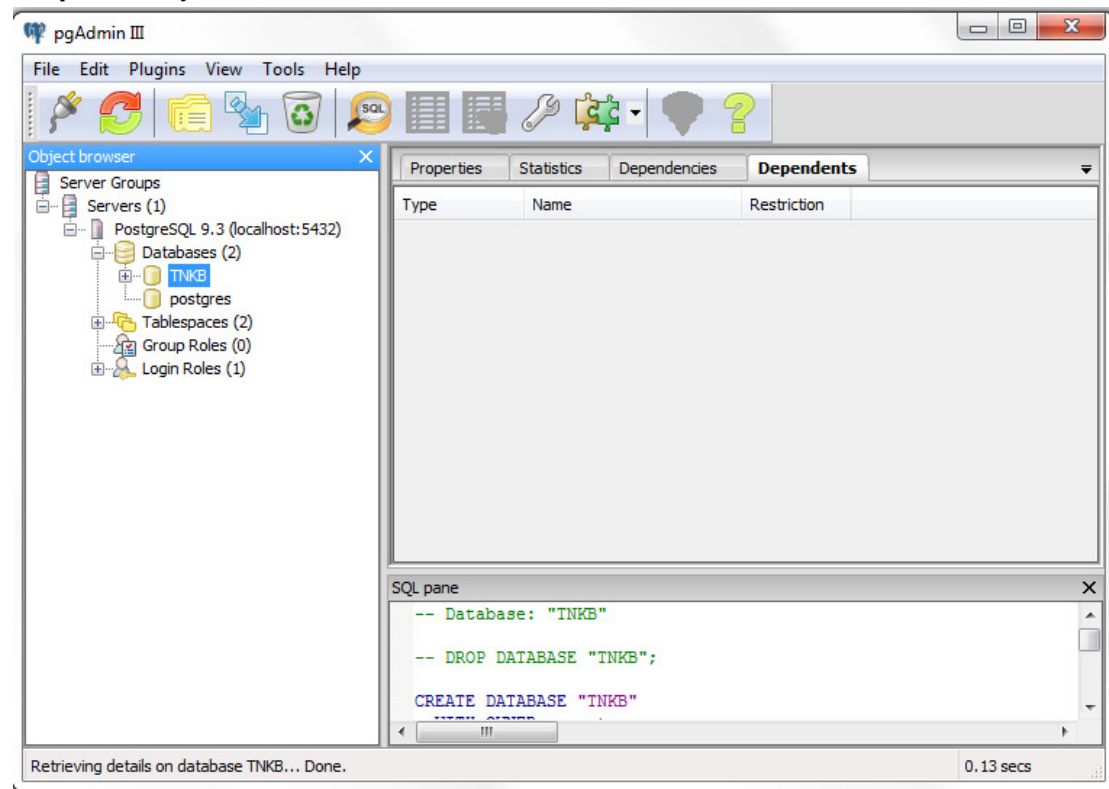 pgAdmin III
File Edit Plugins View Tools Help
SQL
Object browser
Server Groups
Servers (1)
PostgreSQL 9.3 (localhost:5432)
Databases (2)
TNKB
postgres
Tablespaces (2)
Group Roles (0)
Login Roles (1)
Properties Statistics Dependencies Dependents
Type Name Restriction
SQL pane
-- Database: "TNKB"
-- DROP DATABASE "TNKB";
CREATE DATABASE "TNKB"
Retrieving details on database TNKB... Done.
0.13 secs